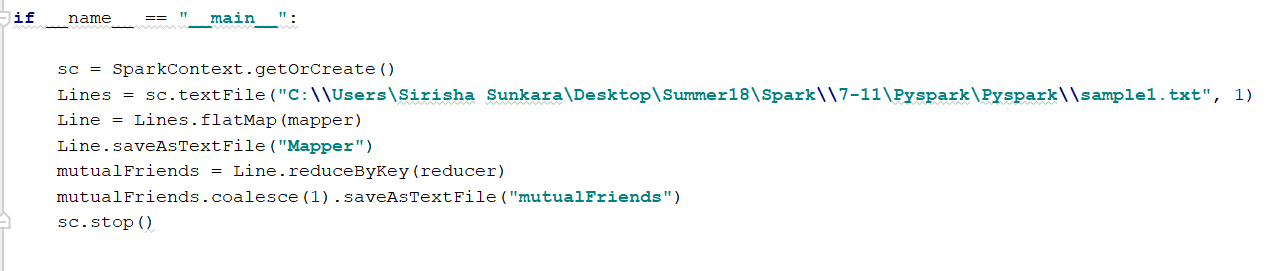 if __name__ == "__main__":
sc = SparkContext.getOrCreate()
Lines = sc.textFile("C:\\Users\Sirisha Sunkara\Desktop\Summer18\Spark\\7-11\Pyspark\Pyspark\\sample1.txt", 1)
Line = Lines.flatMap(mapper)
Line.saveAsTextFile("Mapper")
mutualFriends = Line.reduceByKey(reducer)
mutualFriends.coalesce(1).saveAsTextFile("mutualFriends")
sc.stop()